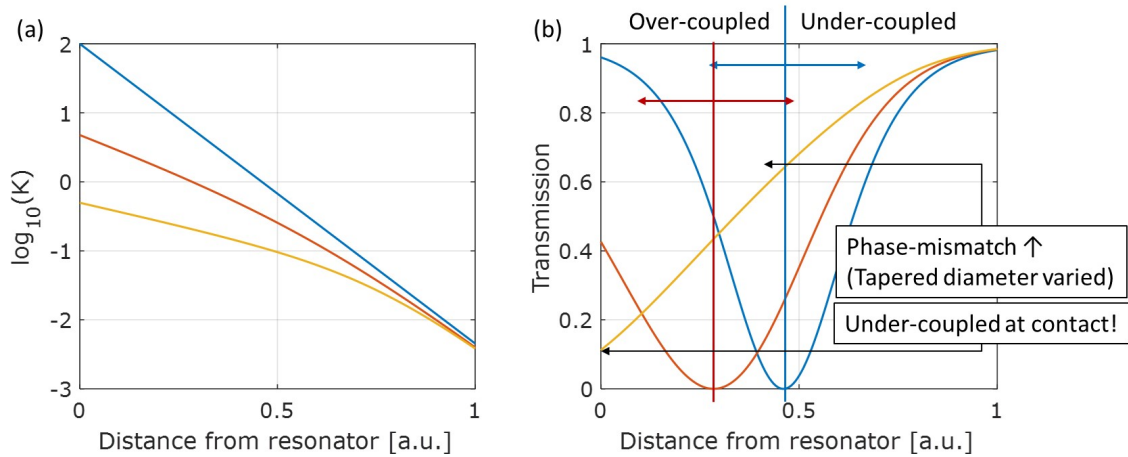 (a)
2
1
0
-1
-2
-3
log10(K)
0
0.5
1
Distance from resonator [a.u.]
(b)
Over-coupled
Under-coupled
1
0.8
0.6
0.4
0.2
0
Transmission
0
0.5
1
Distance from resonator [a.u.]
Phase-mismatch ↑
(Tapered diameter varied)
Under-coupled at contact!